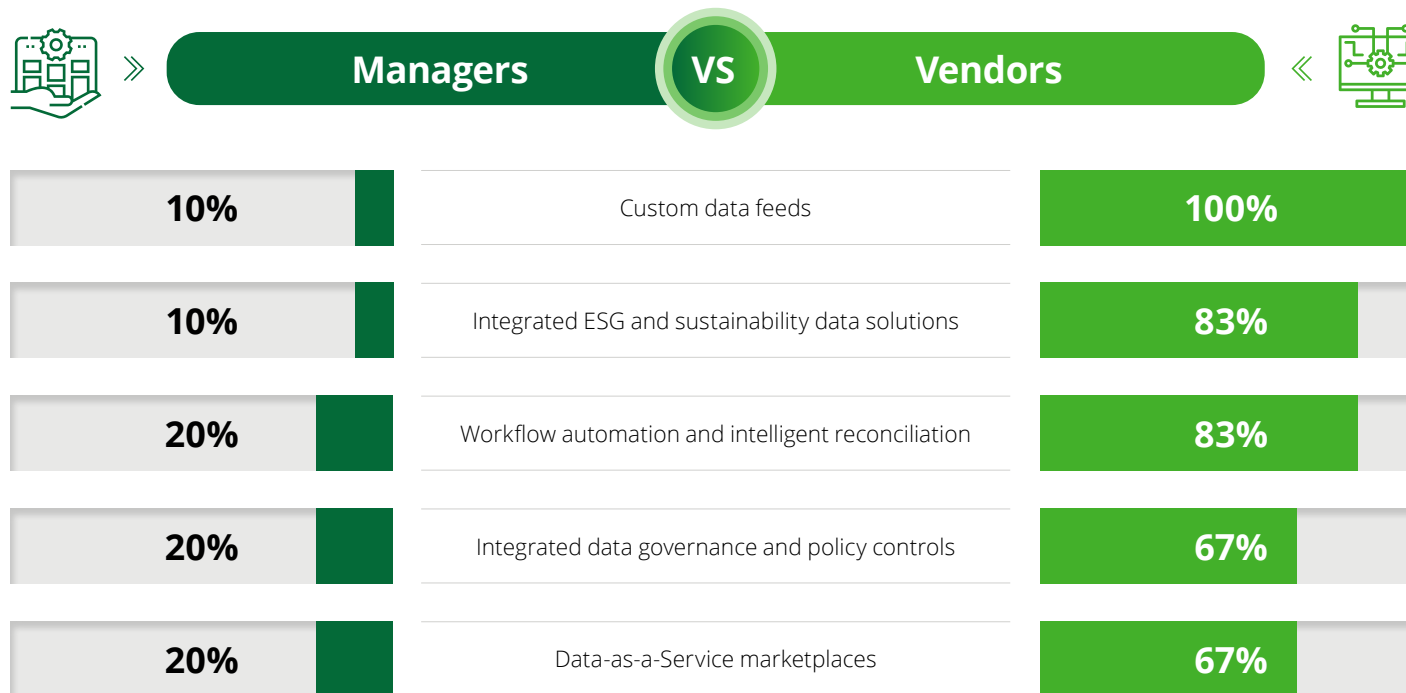 Managers VS Vendors
10% Custom data feeds 100%
10% Integrated ESG and sustainability data solutions 83%
20% Workflow automation and intelligent reconciliation 83%
20% Integrated data governance and policy controls 67%
20% Data-as-a-Service marketplaces 67%